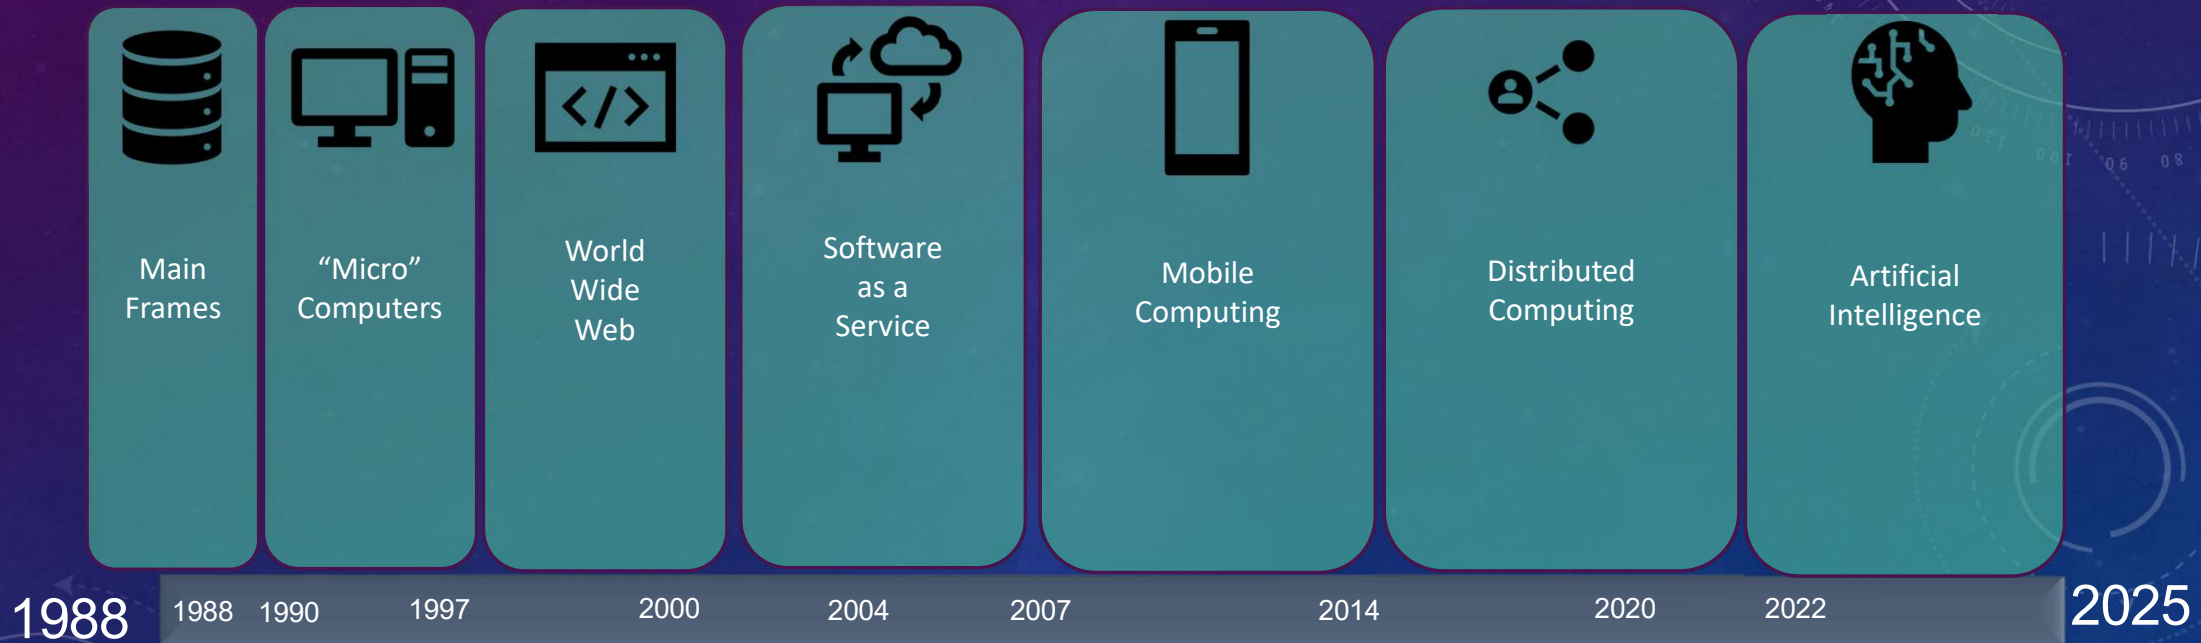 Main
Frames
“Micro”
Computers
World
Wide
Web
Software
as a
Service
Mobile
Computing
Distributed
Computing
Artificial
Intelligence
1988
1988
1990
1997
2000
2004
2007
2014
2020
2022
2025